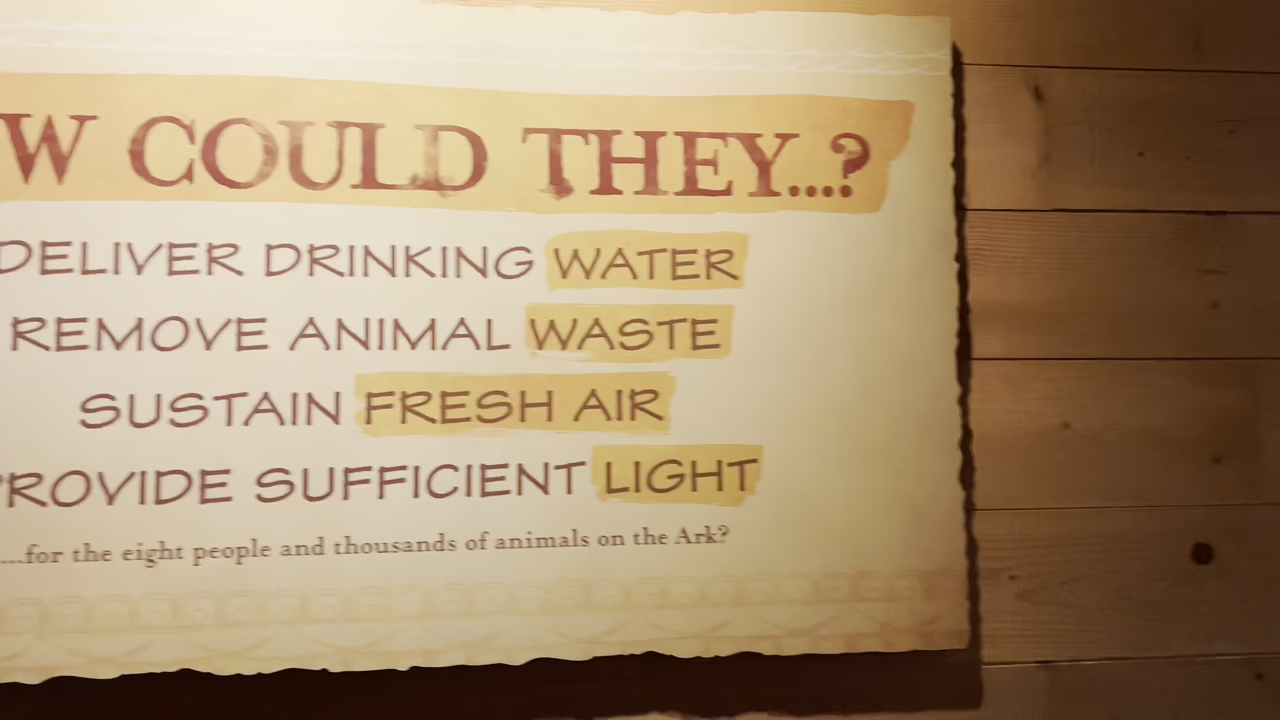 W COULD THEY...?
DELIVER DRINKING WATER
REMOVE ANIMAL WASTE
SUSTAIN FRESH AIR
PROVIDE SUFFICIENT LIGHT
...for the eight people and thousands of animals on the Ark?